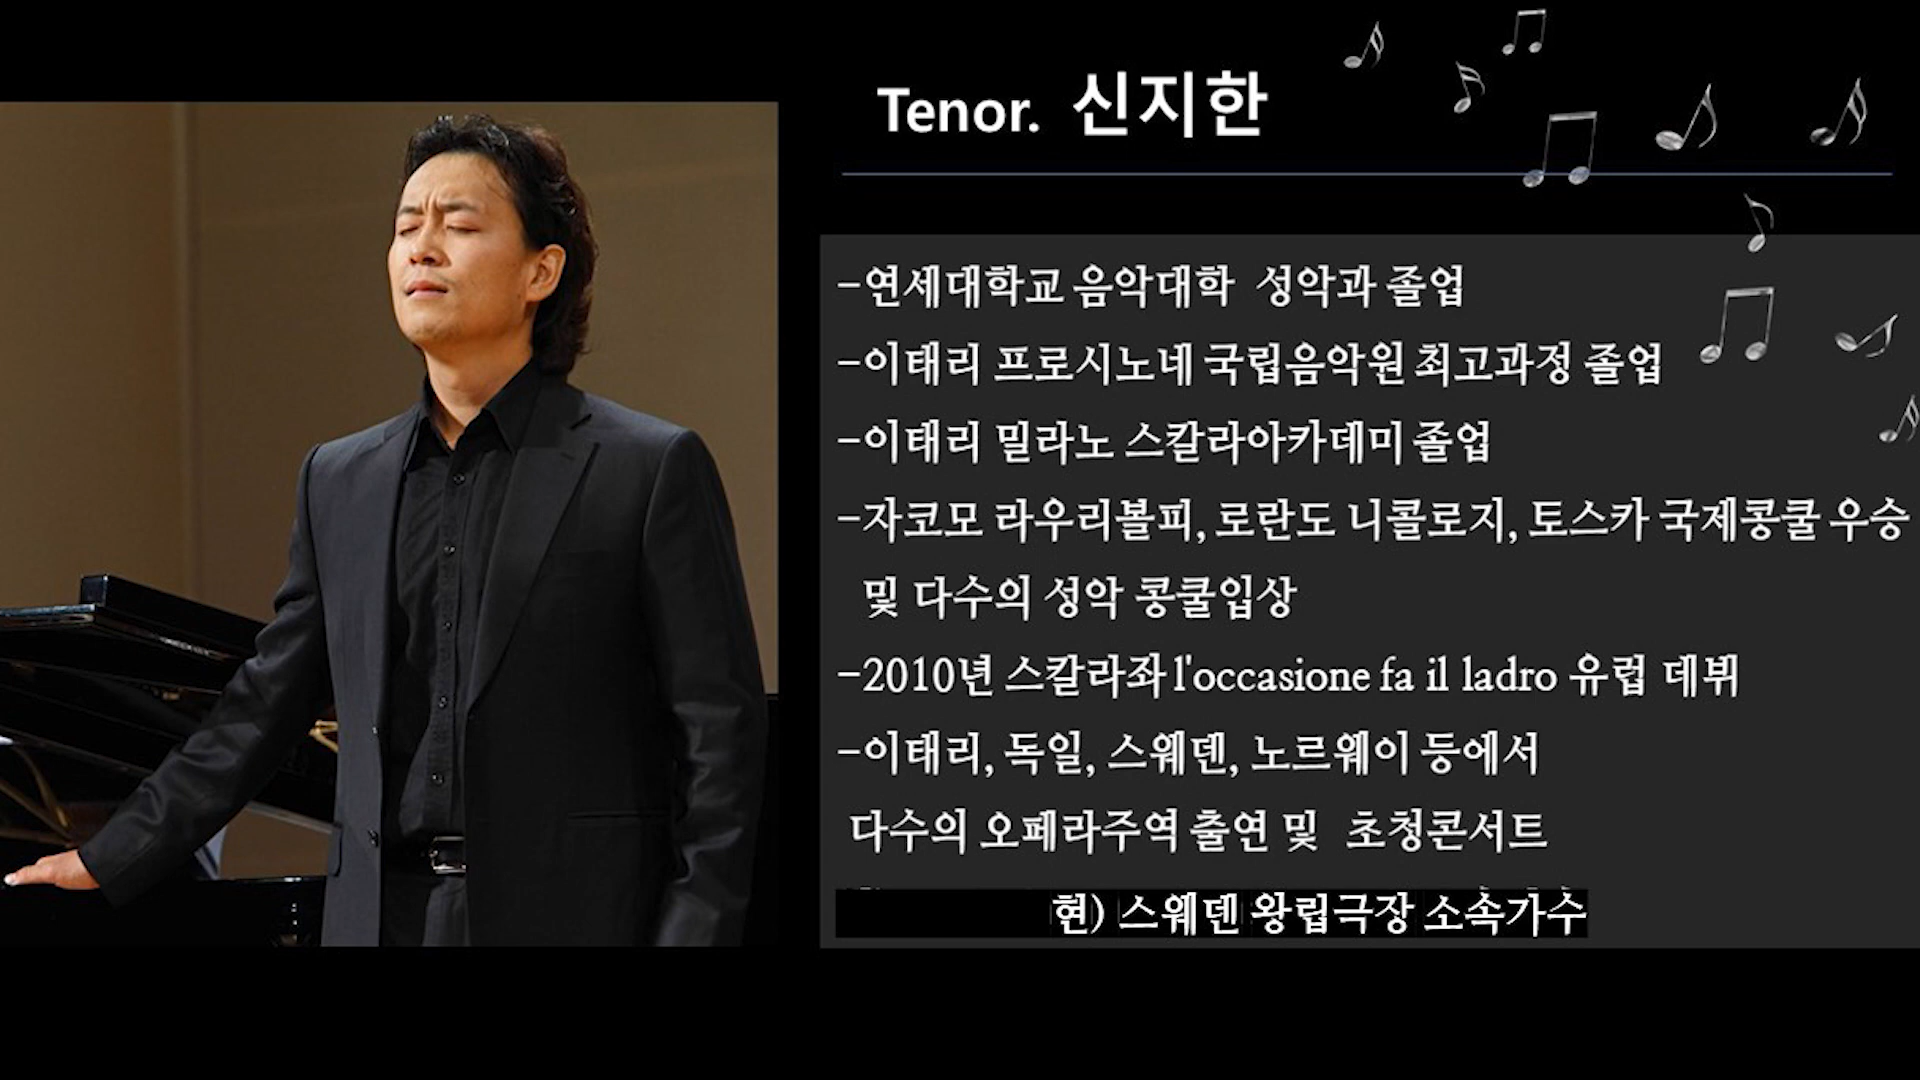 Tenor. 신지한
-연세대학교 음악대학 성악과 졸업
-이태리 프로시노네 국립음악원 최고과정 졸업
-이태리 밀라노 스칼라아카데미 졸업
-자코모 라우리볼피, 로란도 니콜로지, 토스카 국제콩쿨 우승
및 다수의 성악 콩쿨입상
-2010년 스칼라좌 l'occasione fa il ladro 유럽 데뷔
-이태리, 독일, 스웨덴, 노르웨이 등에서
다수의 오페라주역 출연 및 초청콘서트
현) 스웨덴 왕립극장 소속가수